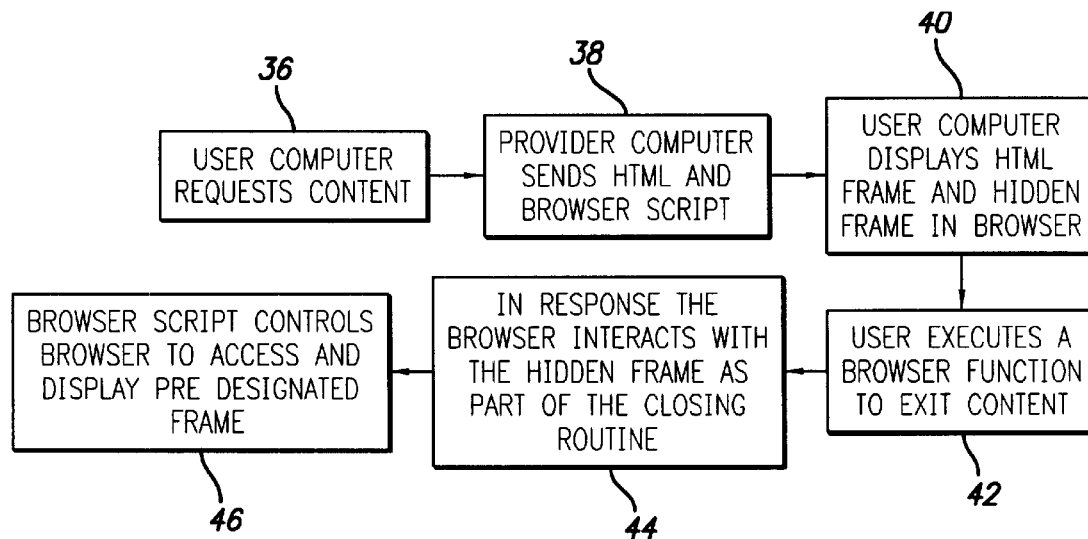 36
USER COMPUTER
REQUESTS CONTENT
38
PROVIDER COMPUTER
SENDS HTML AND
BROWSER SCRIPT
40
USER COMPUTER
DISPLAYS HTML
FRAME AND HIDDEN
FRAME IN BROWSER
USER EXECUTES A
BROWSER FUNCTION
TO EXIT CONTENT
42
IN RESPONSE THE
BROWSER INTERACTS WITH
THE HIDDEN FRAME AS
PART OF THE CLOSING
ROUTINE
44
BROWSER SCRIPT CONTROLS
BROWSER TO ACCESS AND
DISPLAY PRE DESIGNATED
FRAME
46